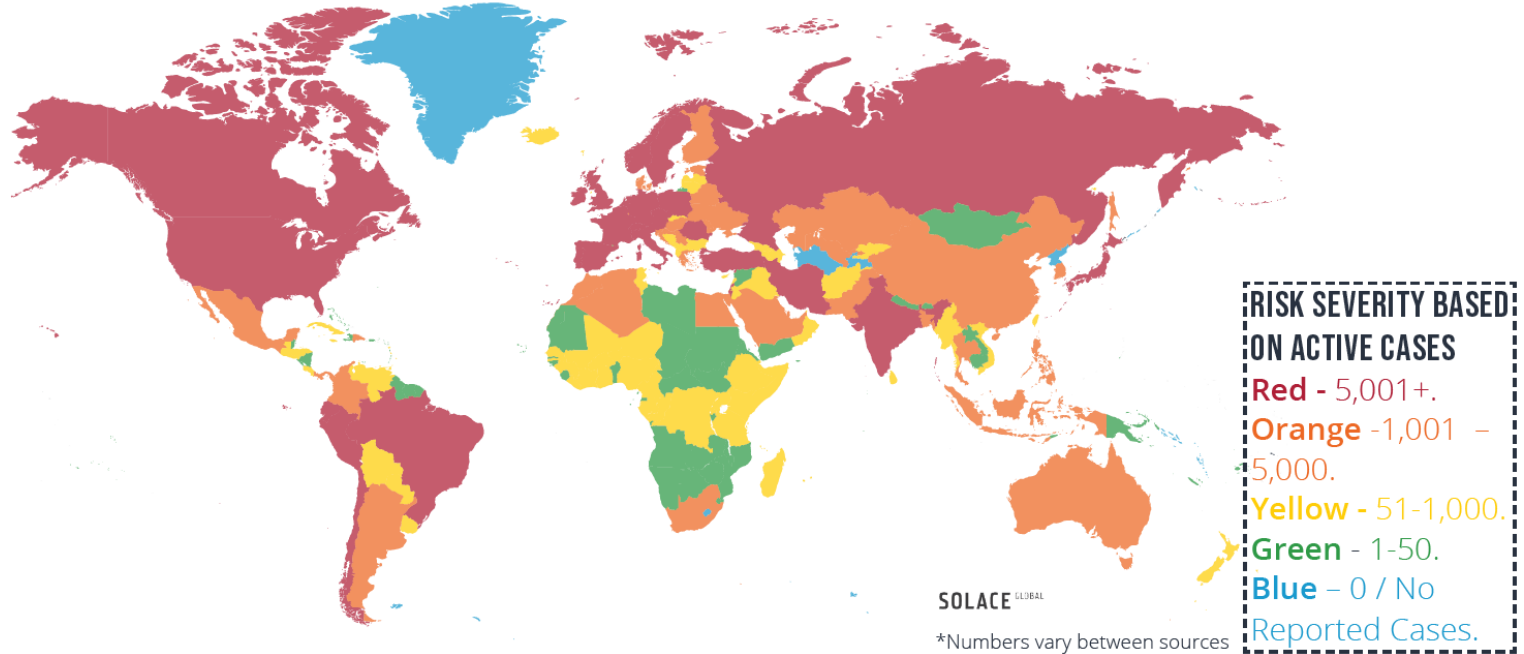 RISK SEVERITY BASED
ON ACTIVE CASES
Red - 5,001+.
Orange -1,001 –
5,000.
Yellow - 51-1,000.
Green - 1-50.
Blue – 0 / No
Reported Cases.
SOLACE GLOBAL
*Numbers vary between sources